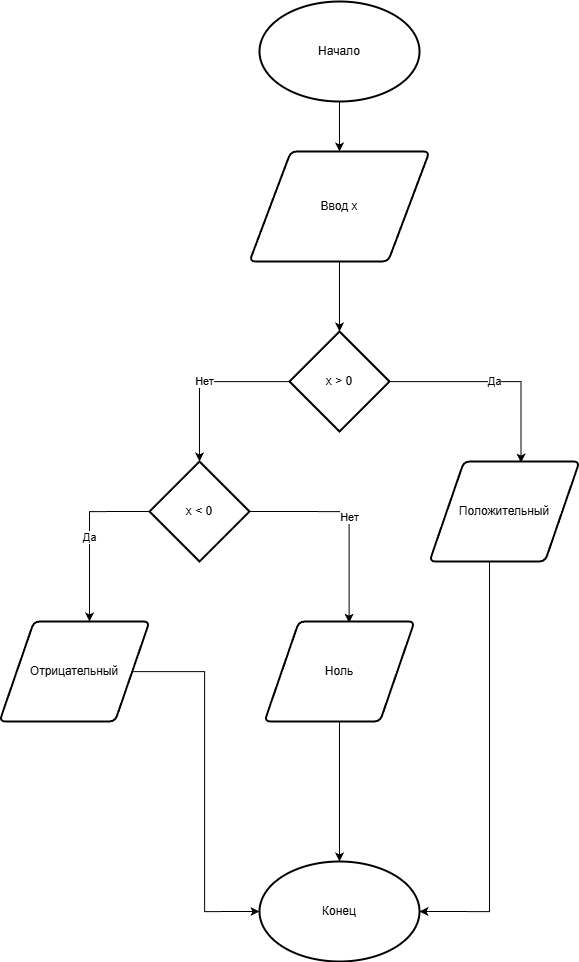 Начало
Ввод x
x > 0
Нет
Да
x < 0
Положительный
Да
Нет
Отрицательный
Ноль
Конец